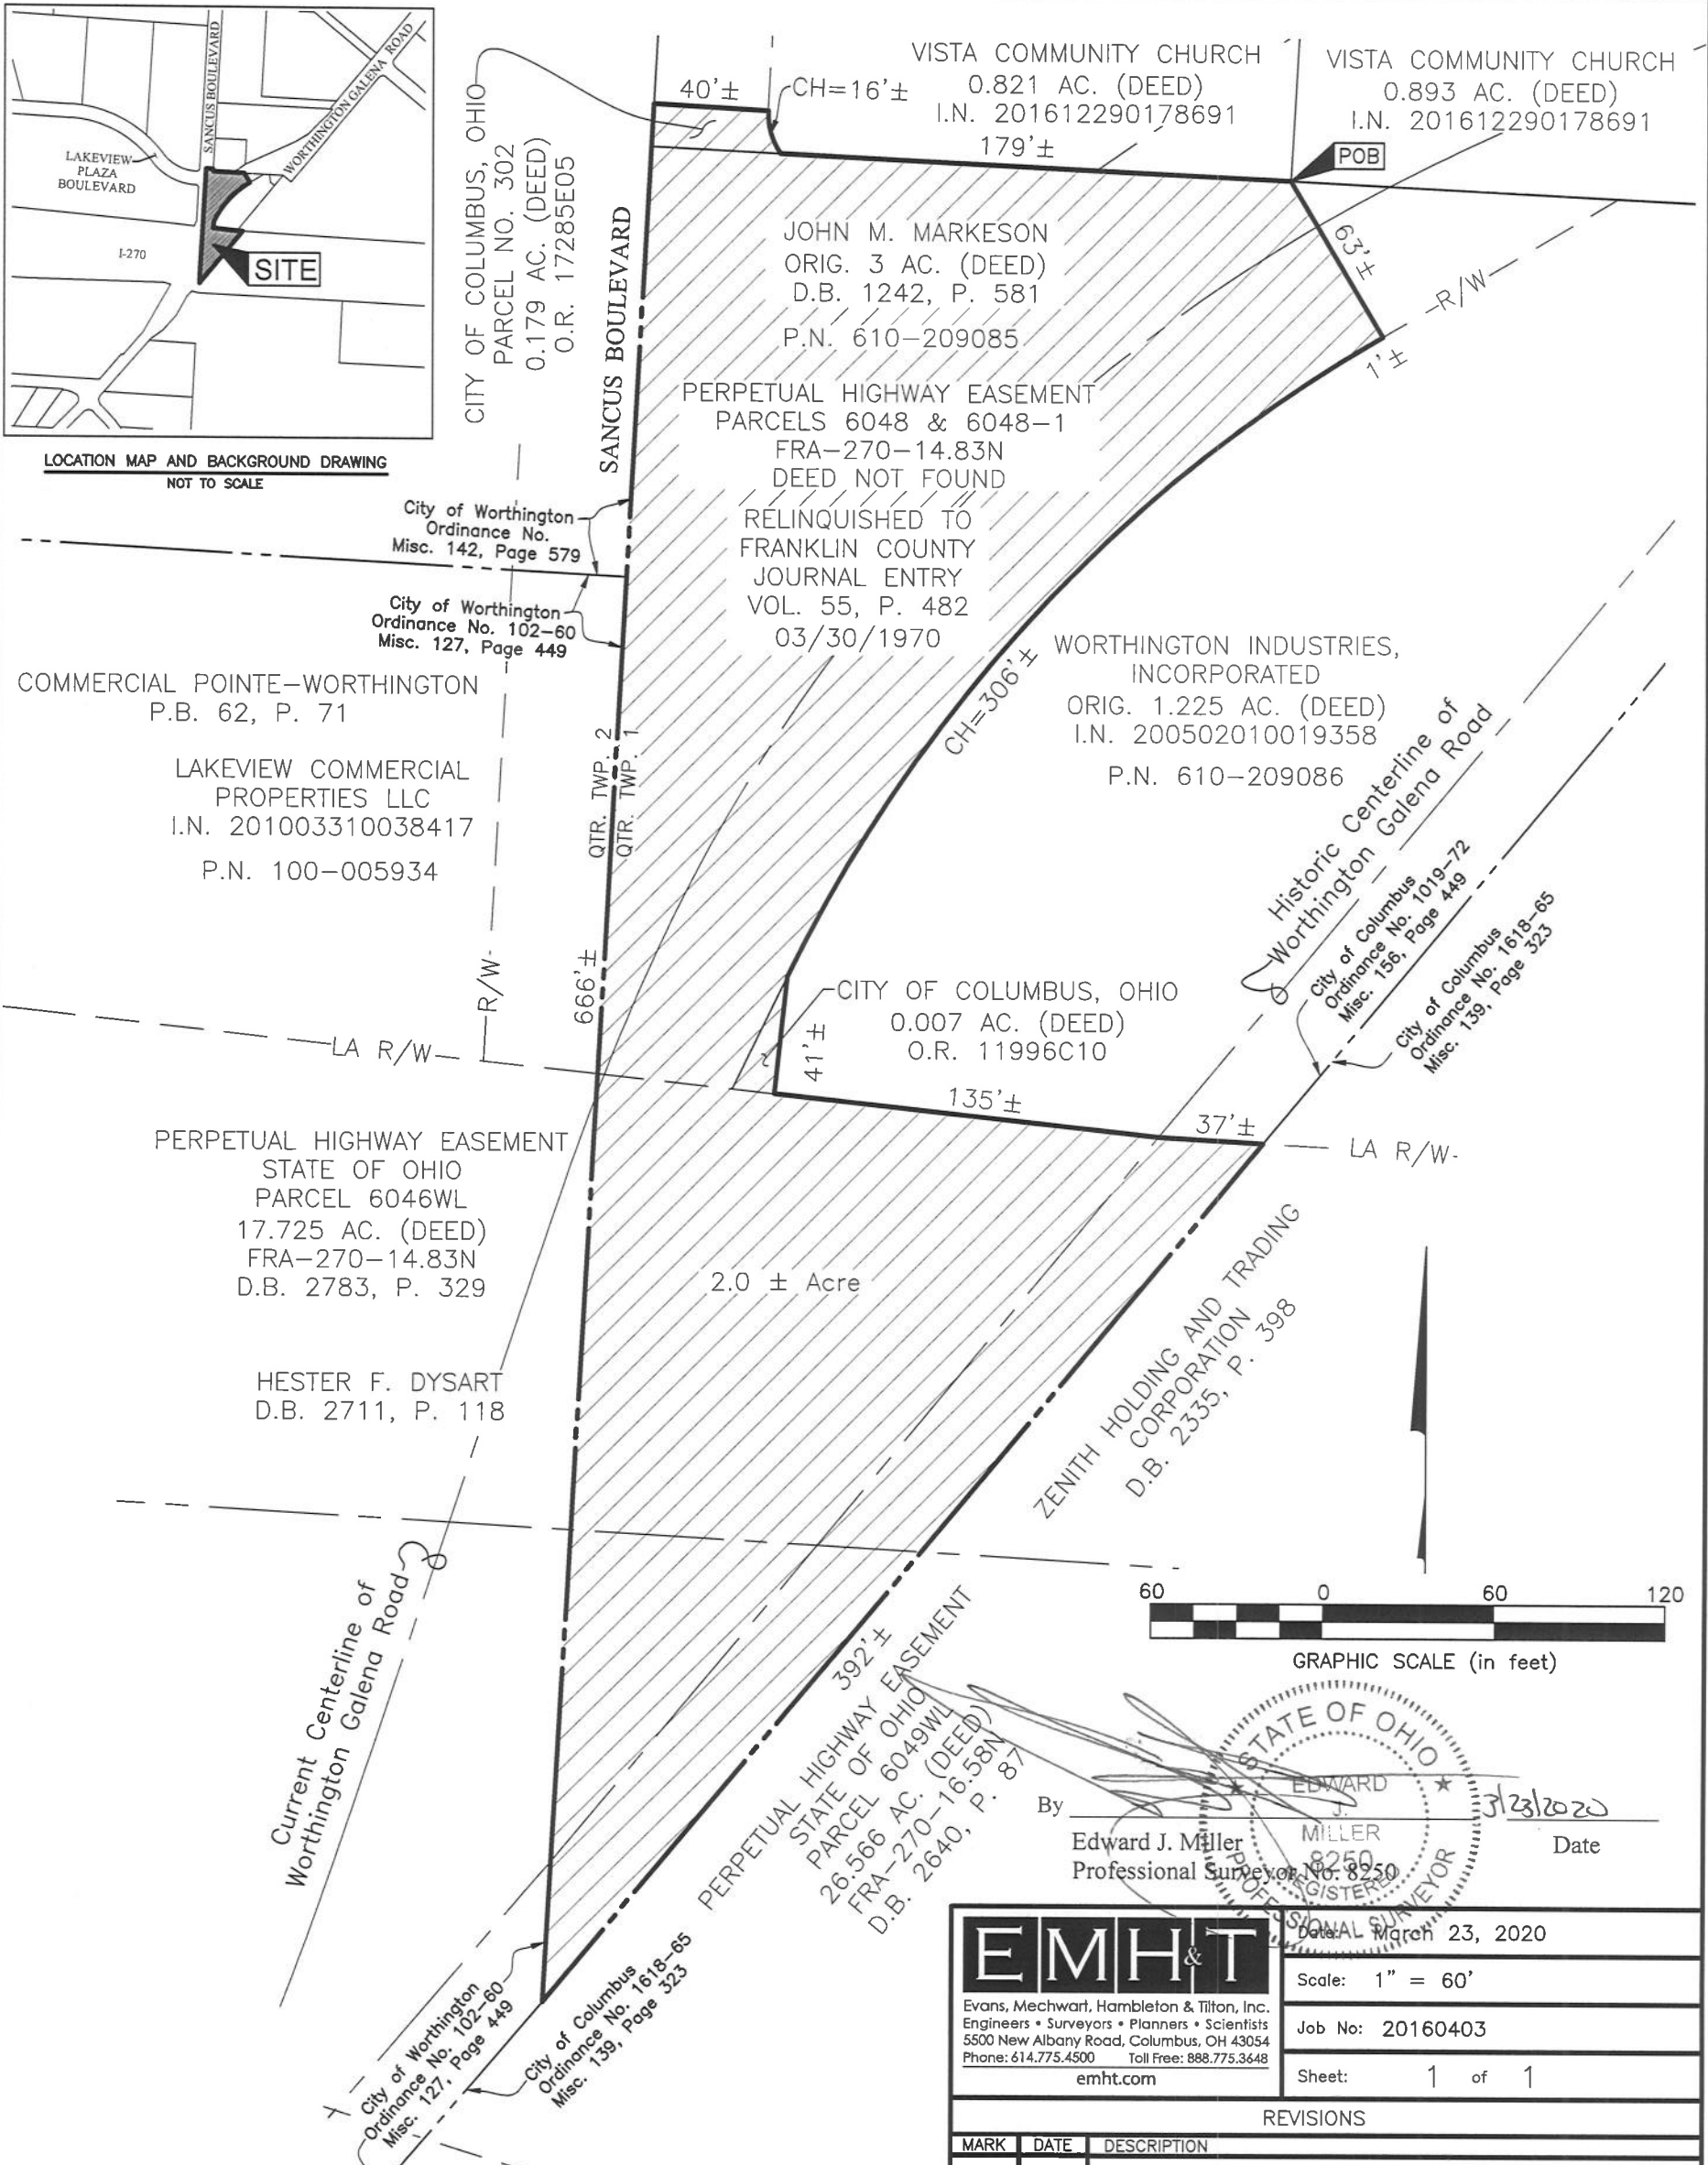 SANCUS BOULEVARD
WORTHINGTON GALENA ROAD
LAKEVIEW
PLAZA
BOULEVARD
I-270
SITE
LOCATION MAP AND BACKGROUND DRAWING
NOT TO SCALE
CITY OF COLUMBUS, OHIO
PARCEL NO. 302
0.179 AC. (DEED)
O.R. 17285E05
40'±
CH=16'±
VISTA COMMUNITY CHURCH
0.821 AC. (DEED)
I.N. 201612290178691
179'±
VISTA COMMUNITY CHURCH
0.893 AC. (DEED)
I.N. 201612290178691
POB
63'±
R/W
1'±
SANCUS BOULEVARD
JOHN M. MARKESON
ORIG. 3 AC. (DEED)
D.B. 1242, P. 581
P.N. 610-209085
PERPETUAL HIGHWAY EASEMENT
PARCELS 6048 & 6048-1
FRA-270-14.83N
DEED NOT FOUND
RELINQUISHED TO
FRANKLIN COUNTY
JOURNAL ENTRY
VOL. 55, P. 482
03/30/1970
City of Worthington
Ordinance No.
Misc. 142, Page 579
City of Worthington
Ordinance No. 102-60
Misc. 127, Page 449
COMMERCIAL POINTE-WORTHINGTON
P.B. 62, P. 71
LAKEVIEW COMMERCIAL
PROPERTIES LLC
I.N. 201003310038417
P.N. 100-005934
QTR. TWP. 2
QTR. TWP. 1
CH=306'±
WORTHINGTON INDUSTRIES,
INCORPORATED
ORIG. 1.225 AC. (DEED)
I.N. 200502010019358
P.N. 610-209086
Historic Centerline of
Worthington Galena Road
City of Columbus
Ordinance No. 1019-72
Misc. 156, Page 449
City of Columbus
Ordinance No. 1618-65
Misc. 139, Page 323
666'±
R/W
LA R/W
CITY OF COLUMBUS, OHIO
0.007 AC. (DEED)
O.R. 11996C10
41'±
135'±
37'±
LA R/W
PERPETUAL HIGHWAY EASEMENT
STATE OF OHIO
PARCEL 6046WL
17.725 AC. (DEED)
FRA-270-14.83N
D.B. 2783, P. 329
2.0 ± Acre
HESTER F. DYSART
D.B. 2711, P. 118
ZENITH HOLDING AND TRADING
CORPORATION
D.B. 2335, P. 398
Current Centerline of
Worthington Galena Road
392'±
PERPETUAL HIGHWAY EASEMENT
STATE OF OHIO
PARCEL 6049WL
26.566 AC. (DEED)
FRA-270-16.58N
D.B. 2640, P. 87
60 0 60 120
GRAPHIC SCALE (in feet)
STATE OF OHIO
EDWARD
J.
MILLER
8250
REGISTERED
PROFESSIONAL SURVEYOR
By
3/23/2020
Edward J. Miller
Date
Professional Surveyor No. 8250
City of Worthington
Ordinance No. 102-60
Misc. 127, Page 449
City of Columbus
Ordinance No. 1618-65
Misc. 139, Page 323
EMH&T
Evans, Mechwart, Hambleton & Tilton, Inc.
Engineers • Surveyors • Planners • Scientists
5500 New Albany Road, Columbus, OH 43054
Phone: 614.775.4500 Toll Free: 888.775.3648
emht.com
Date: March 23, 2020
Scale: 1" = 60'
Job No: 20160403
Sheet: 1 of 1
REVISIONS
MARK DATE DESCRIPTION